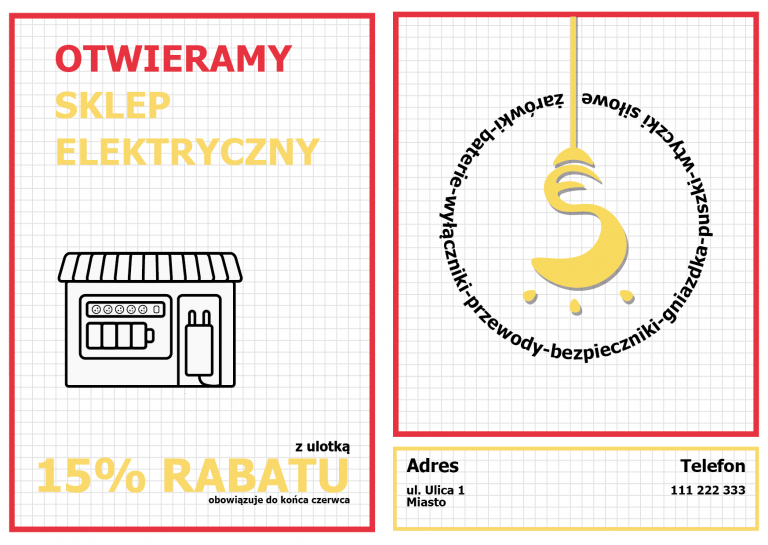 OTWIERAMY
SKLEP
ELEKTRYCZNY
z ulotką
15% RABATU
obowiązuje do końca czerwca
żarówki-baterie-wyłączniki-przewody-bezpieczniki-gniazdka-puszki-wtyczki siłowe
Adres
ul. Ulica 1
Miasto
Telefon
111 222 333